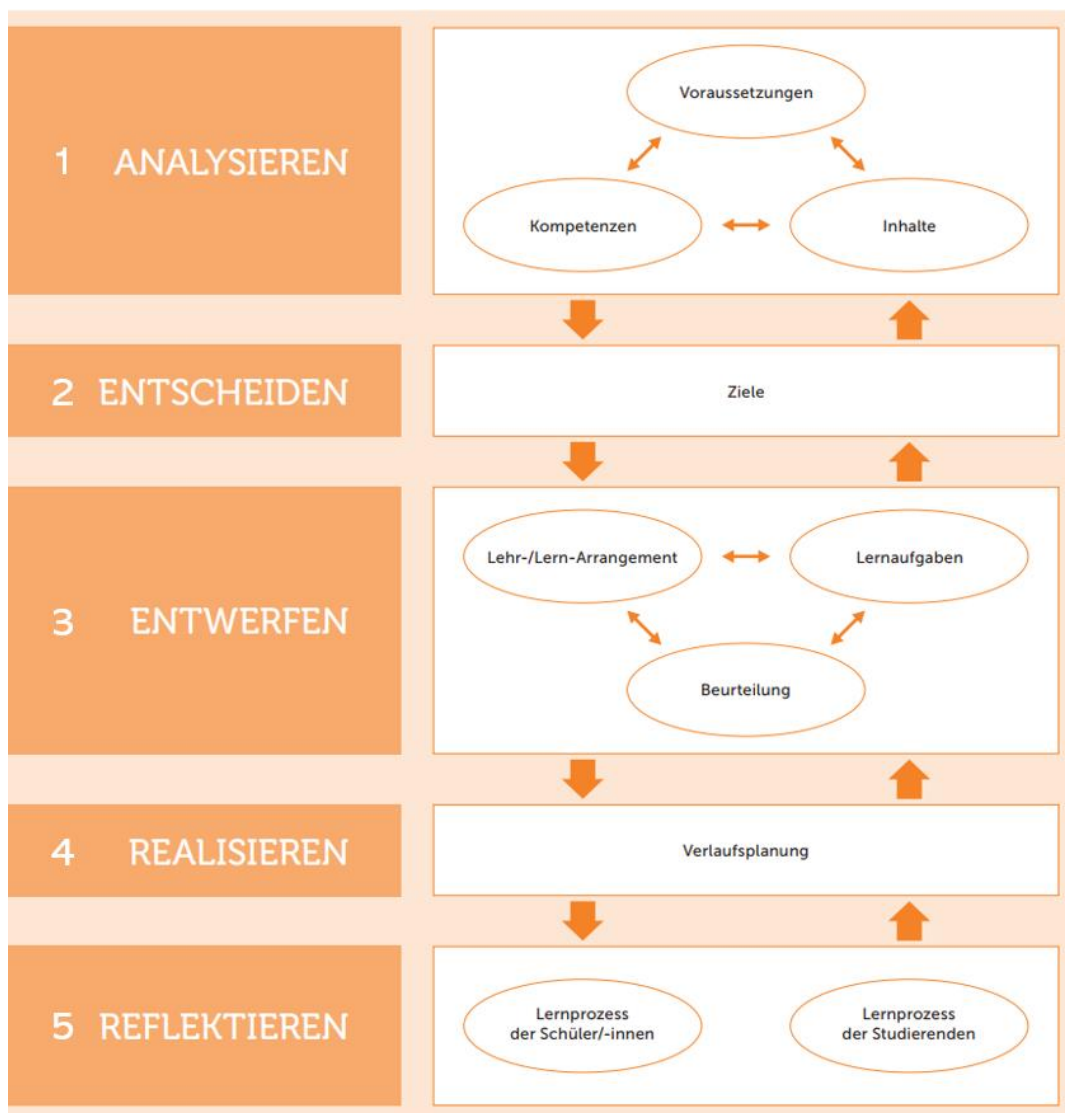 1 ANALYSIEREN
Voraussetzungen
Kompetenzen
Inhalte
2 ENTSCHEIDEN
Ziele
3 ENTWERFEN
Lehr-/Lern-Arrangement
Lernaufgaben
Beurteilung
4 REALISIEREN
Verlaufsplanung
5 REFLEKTIEREN
Lernprozess
der Schüler/-innen
Lernprozess
der Studierenden